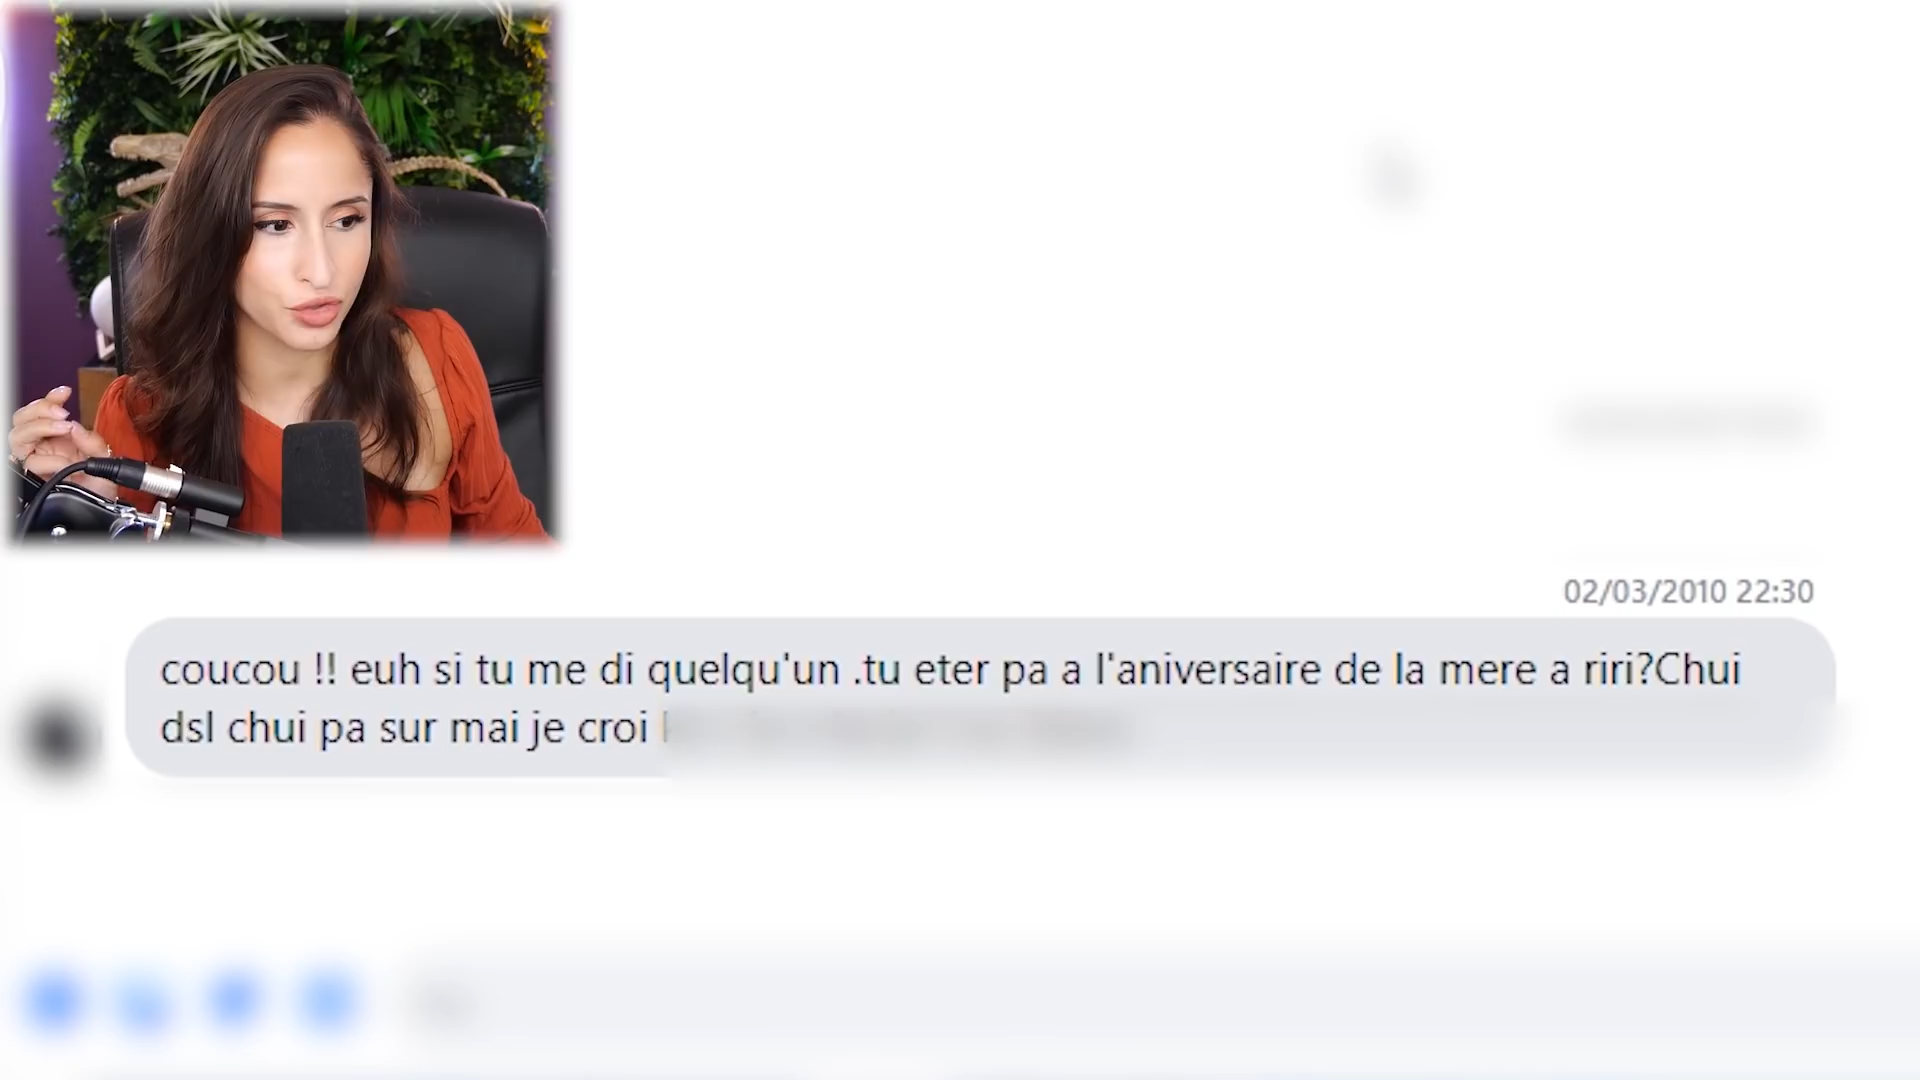 02/03/2010 22:30
coucou !! euh si tu me di quelqu'un .tu eter pa a l'aniversaire de la mere a riri?Chui
dsl chui pa sur mai je croi